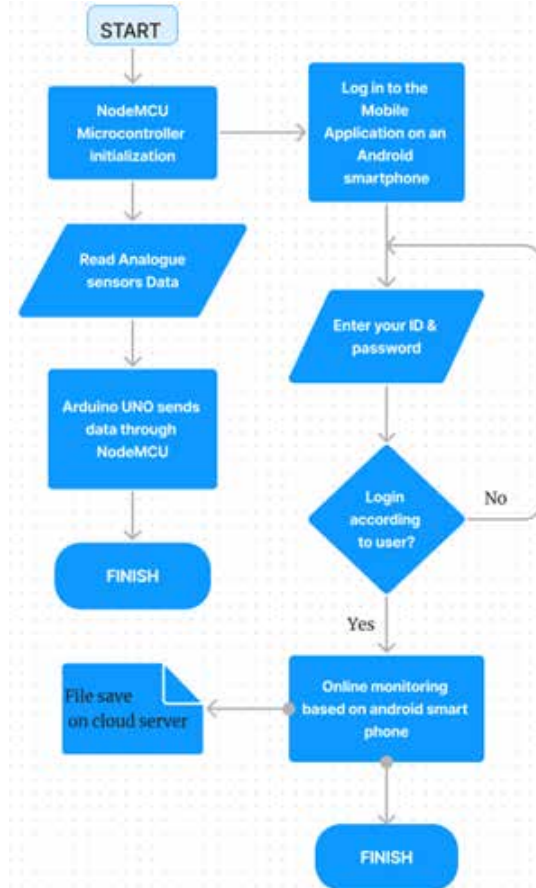 START
NodeMCU
Microcontroller
initialization
Log in to the
Mobile
Application on an
Android
smartphone
Read Analogue
sensors Data
Enter your ID &
password
Arduino UNO sends
data through
NodeMCU
Login
according
to user?
No
FINISH
Yes
File save
on cloud server
Online monitoring
based on android smart
phone
FINISH